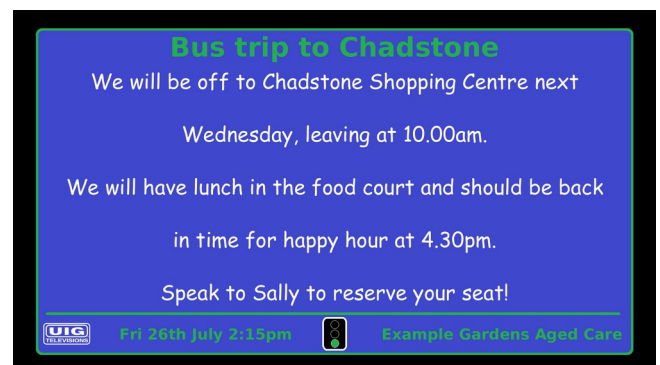 Bus trip to Chadstone
We will be off to Chadstone Shopping Centre next
Wednesday, leaving at 10.00am.
We will have lunch in the food court and should be back
in time for happy hour at 4.30pm.
Speak to Sally to reserve your seat!
UIG
TELEVISIONS
Fri 26th July 2:15pm
Example Gardens Aged Care